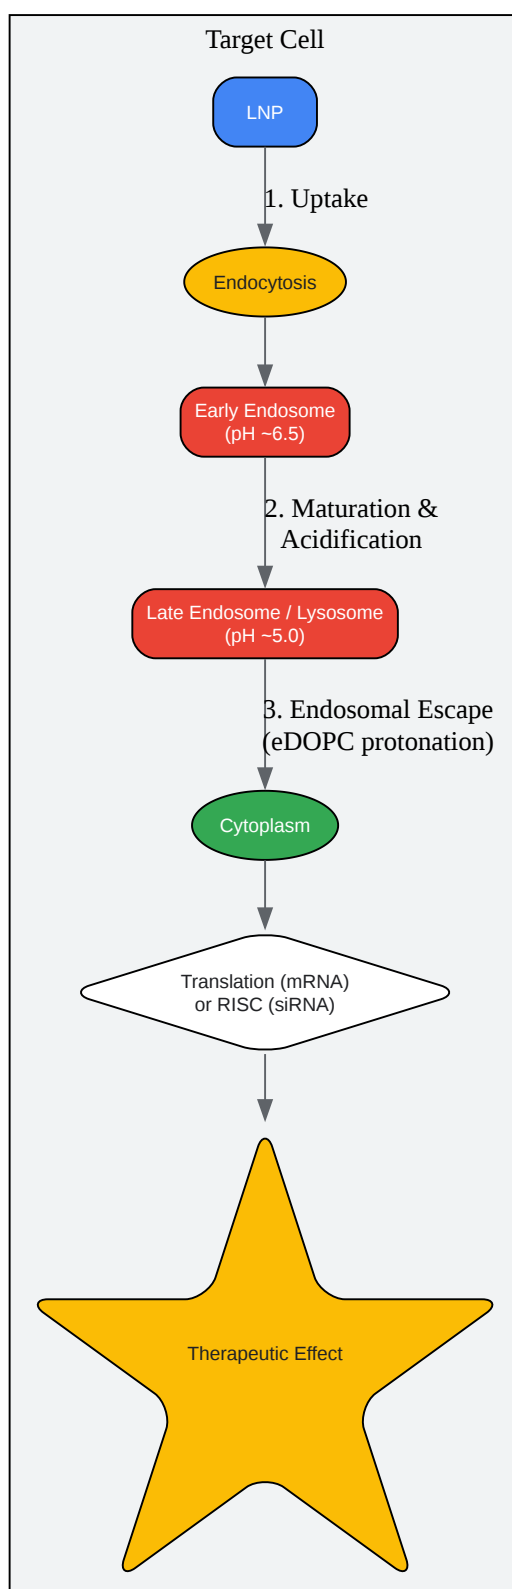 Target Cell
LNP
1. Uptake
Endocytosis
Early Endosome
(pH ~6.5)
2. Maturation &
Acidification
Late Endosome / Lysosome
(pH ~5.0)
3. Endosomal Escape
(eDOPC protonation)
Cytoplasm
Translation (mRNA)
or RISC (siRNA)
Therapeutic Effect